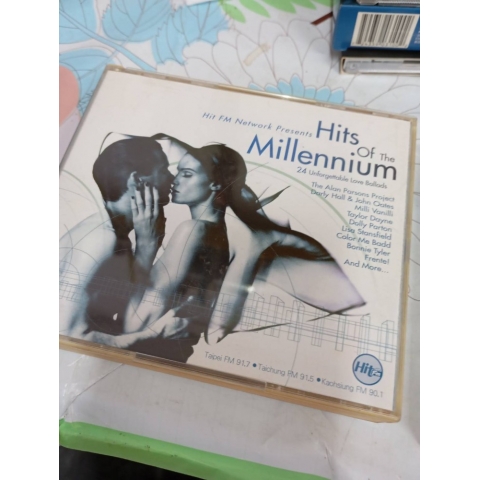 Hit FM Network Presents
Hits
Of The
Millennium
24 Unforgettable Love Ballads
The Alan Parsons Project
Darly Hall & John Oates
Milli Vanilli
Taylor Dayne
Dolly Parton
Lisa Stansfield
Color Me Badd
Bonnie Tyler
Frente!
And More...
Hit
Taipei FM 91.7 • Taichung FM 91.5 • Kaohsiung FM 90.1